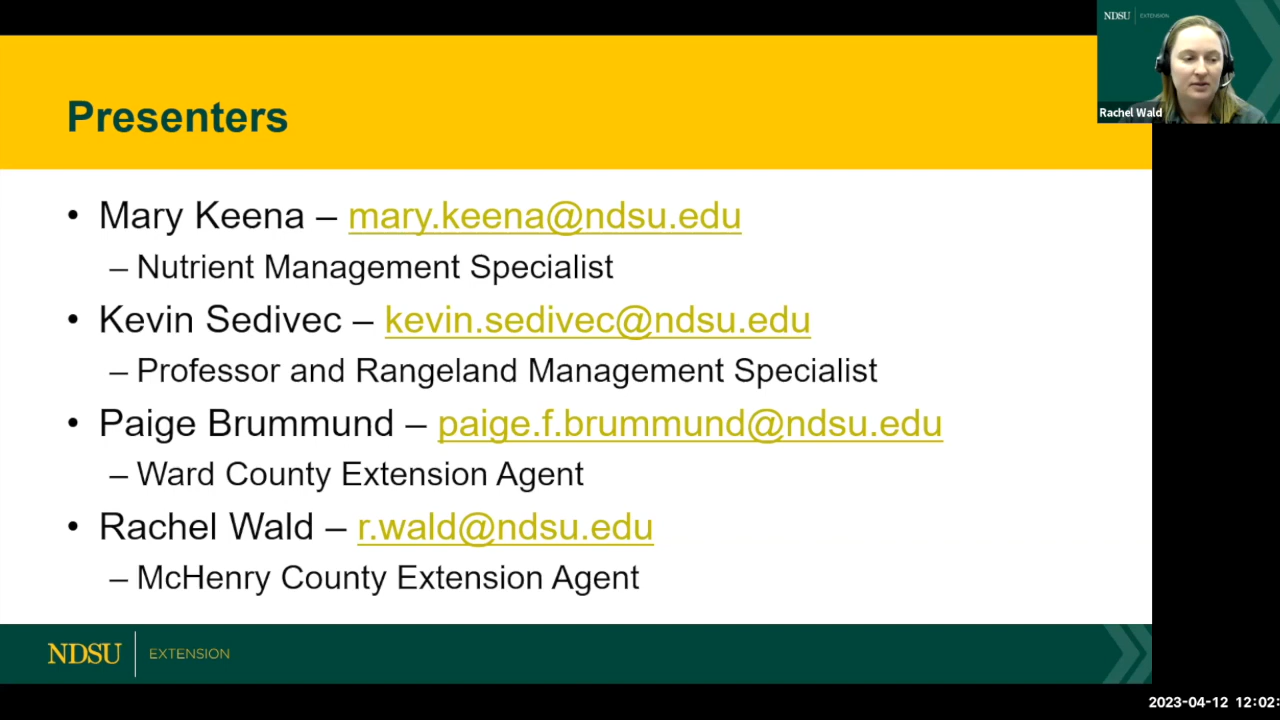 NDSU EXTENSION
Rachel Wald
Presenters
• Mary Keena – mary.keena@ndsu.edu
– Nutrient Management Specialist
• Kevin Sedivec – kevin.sedivec@ndsu.edu
– Professor and Rangeland Management Specialist
• Paige Brummund – paige.f.brummund@ndsu.edu
– Ward County Extension Agent
• Rachel Wald – r.wald@ndsu.edu
– McHenry County Extension Agent
NDSU EXTENSION
2023-04-12 12:02: